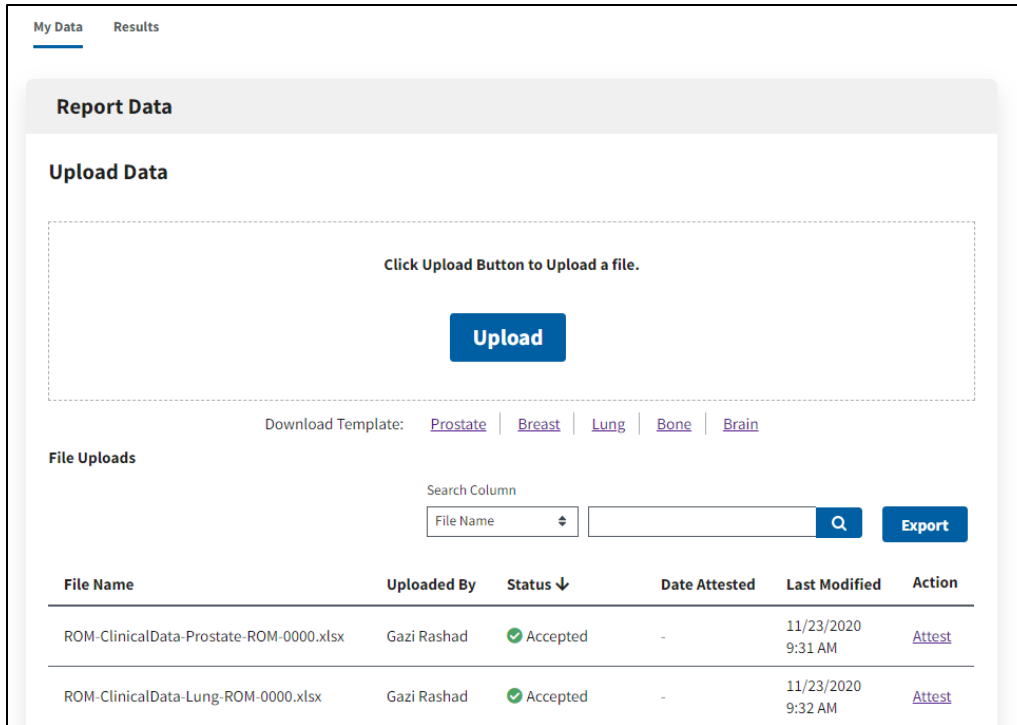 My Data Results
Report Data
Upload Data
Click Upload Button to Upload a file.
Upload
Download Template: Prostate Breast Lung Bone Brain
File Uploads
Search Column
File Name Export
File Name Uploaded By Status Date Attested Last Modified Action
ROM-ClinicalData-Prostate-ROM-0000.xlsx Gazi Rashad Accepted - 11/23/2020 9:31 AM Attest
ROM-ClinicalData-Lung-ROM-0000.xlsx Gazi Rashad Accepted - 11/23/2020 9:32 AM Attest